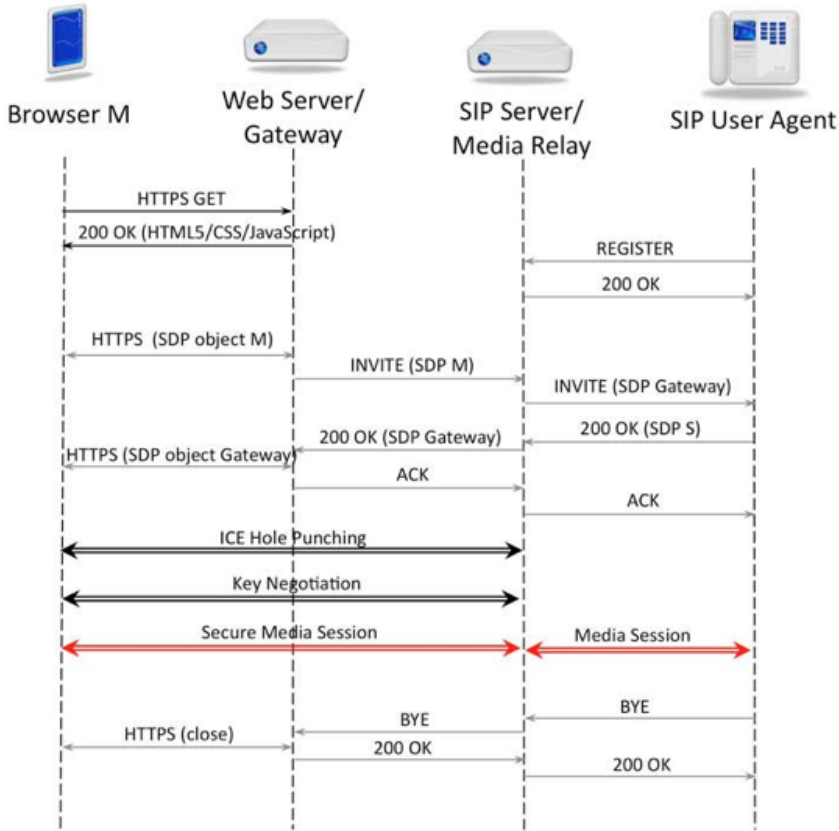 Browser M
Web Server/
Gateway
SIP Server/
Media Relay
SIP User Agent
HTTPS GET
200 OK (HTML5/CSS/JavaScript)
REGISTER
200 OK
HTTPS (SDP object M)
INVITE (SDP M)
INVITE (SDP Gateway)
200 OK (SDP S)
200 OK (SDP Gateway)
HTTPS (SDP object Gateway)
ACK
ACK
ICE Hole Punching
Key Negotiation
Secure Media Session
Media Session
BYE
BYE
HTTPS (close)
200 OK
200 OK